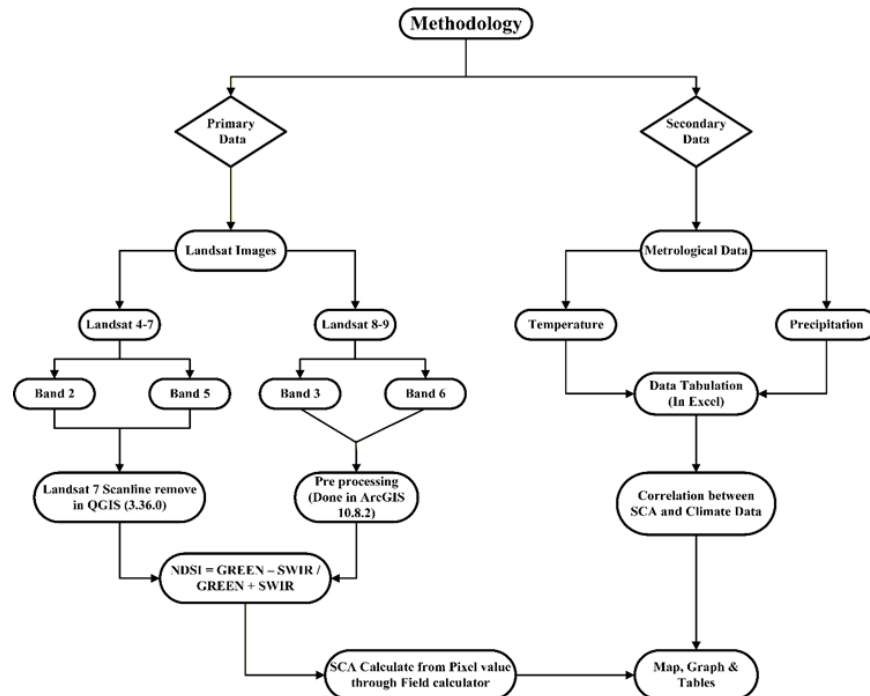 Methodology
Primary
Data
Secondary
Data
Landsat Images
Metrological Data
Landsat 4-7
Landsat 8-9
Temperature
Precipitation
Band 2
Band 5
Band 3
Band 6
Data Tabulation
(In Excel)
Landsat 7 Scanline remove
in QGIS (3.36.0)
Pre processing
(Done in ArcGIS
10.8.2)
Correlation between
SCA and Climate Data
NDSI = GREEN – SWIR /
GREEN + SWIR
SCA Calculate from Pixel value
through Field calculator
Map, Graph &
Tables